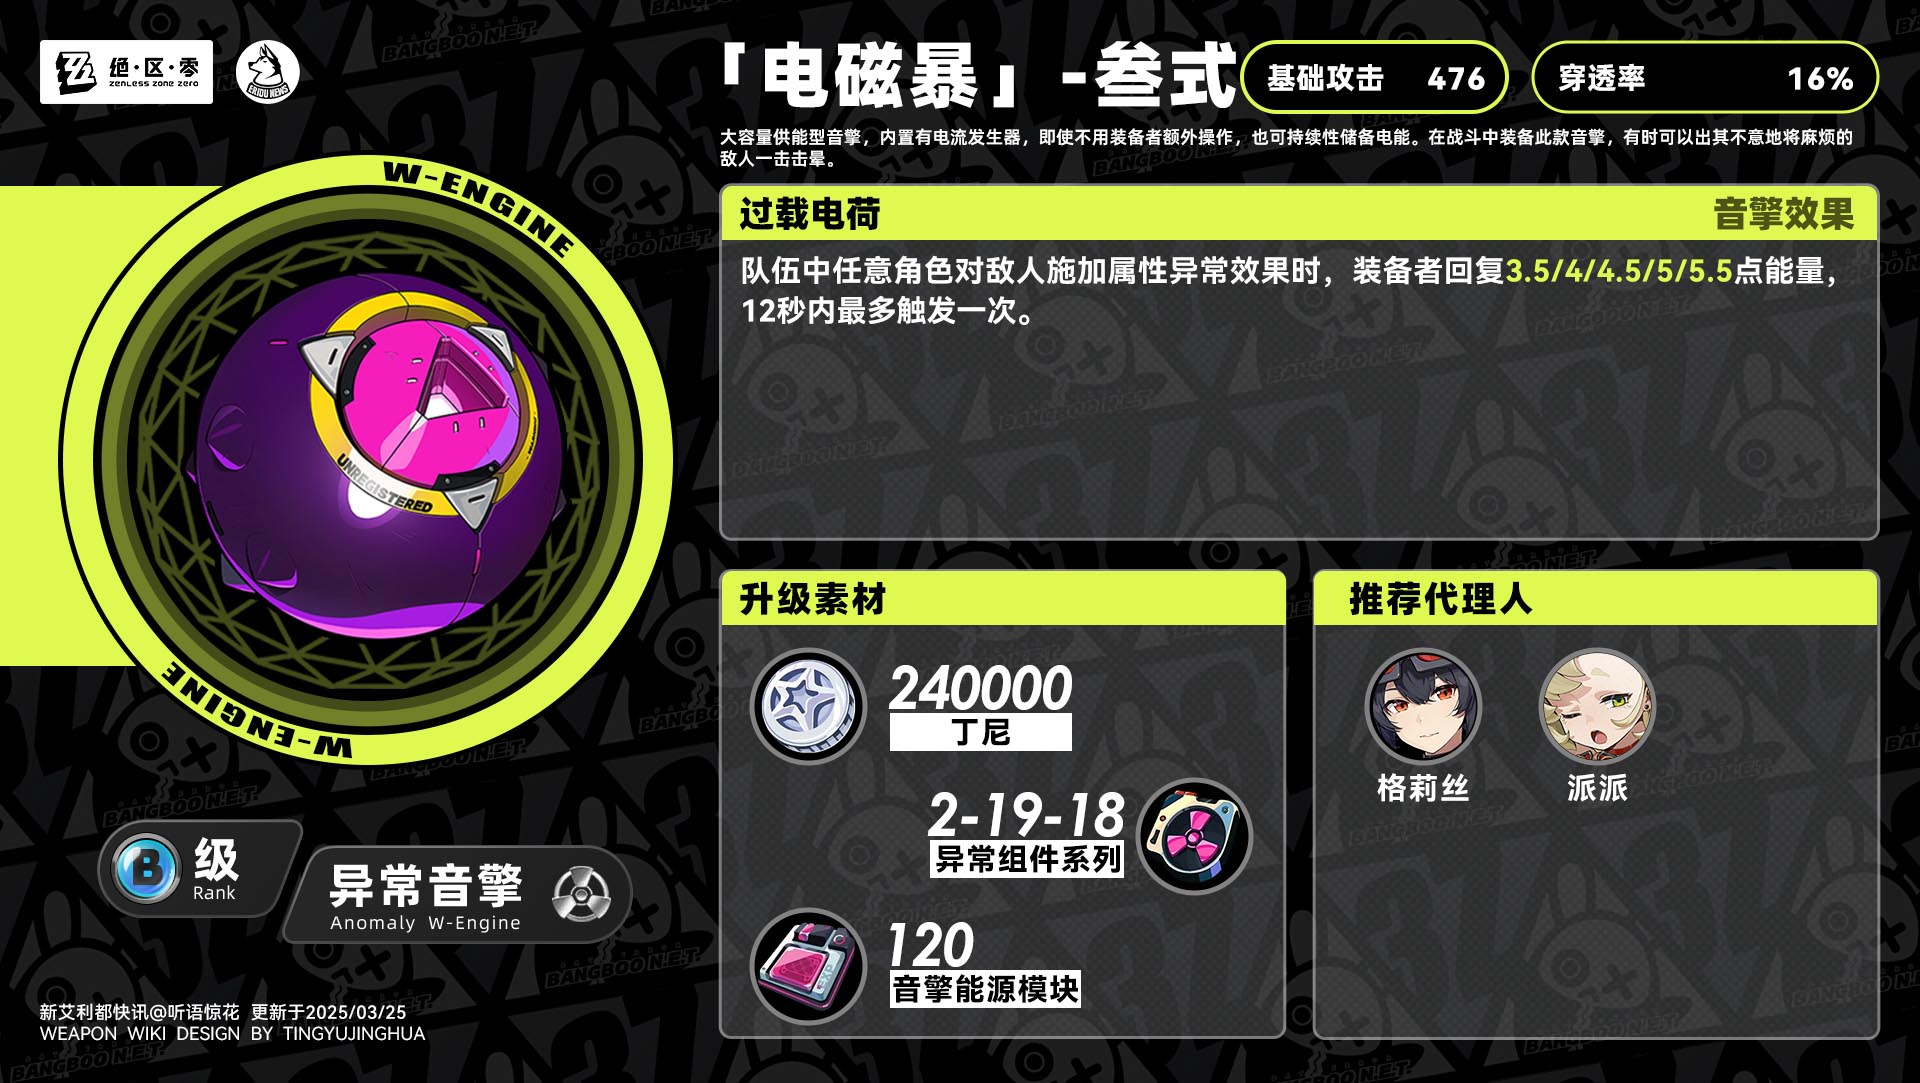 绝·区·零
ZENLESS ZONE ZERO
ERIDU NEWS
「电磁暴」-叁式
基础攻击 476
穿透率 16%
大容量供能型音擎，内置有电流发生器，即使不用装备者额外操作，也可持续性储备电能。在战斗中装备此款音擎，有时可以出其不意地将麻烦的
敌人一击击晕。
W-ENGINE
UNREGISTERED
W-ENGINE
过载电荷 音擎效果
队伍中任意角色对敌人施加属性异常效果时，装备者回复3.5/4/4.5/5/5.5点能量，
12秒内最多触发一次。
升级素材
240000
丁尼
2-19-18
异常组件系列
120
音擎能源模块
推荐代理人
格莉丝 派派
B 级
Rank
异常音擎
Anomaly W-Engine
新艾利都快讯@听语惊花 更新于2025/03/25
WEAPON WIKI DESIGN BY TINGYUJINGHUA
BANGBOO N.E.T.